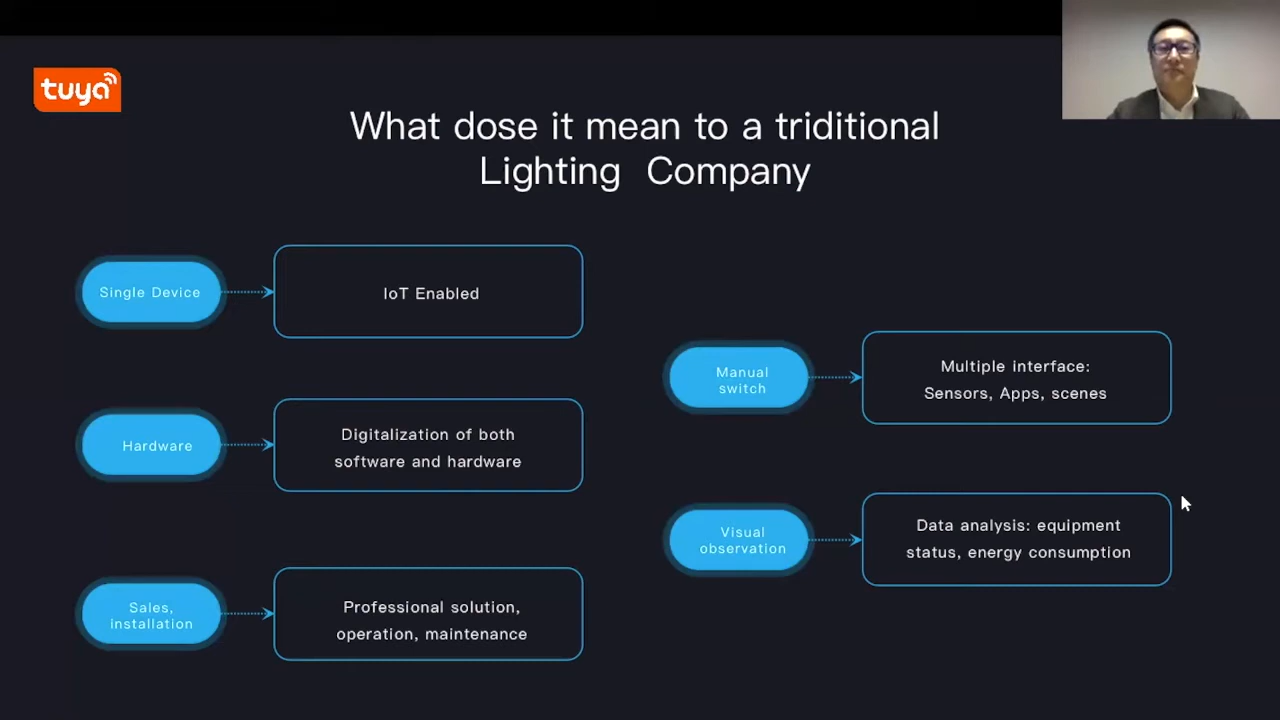 tuya
What dose it mean to a triditional
Lighting Company
Single Device
IoT Enabled
Hardware
Digitalization of both
software and hardware
Sales,
installation
Professional solution,
operation, maintenance
Manual
switch
Multiple interface:
Sensors, Apps, scenes
Visual
observation
Data analysis: equipment
status, energy consumption